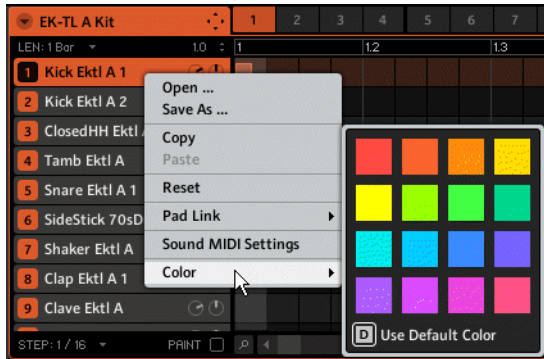 EK-TL A Kit 1 2 3 4 5 6 7
LEN: 1 Bar 1.0 1 1.2 1.3
1 Kick Ektl A 1
2 Kick Ektl A 2
3 ClosedHH Ektl
4 Tamb Ektl A
5 Snare Ektl A 1
6 SideStick 70sD
7 Shaker Ektl A
8 Clap Ektl A 1
9 Clave Ektl A
STEP: 1 / 16 PAINT
Open ...
Save As ...
Copy
Paste
Reset
Pad Link
Sound MIDI Settings
Color
D Use Default Color